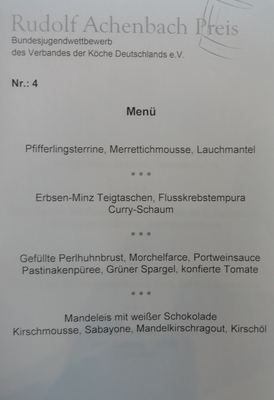 Rudolf Achenbach Preis
Bundesjugendwettbewerb
des Verbandes der Köche Deutschlands e.V.
Nr.: 4
Menü
Pfifferlingsterrine, Merrettichmousse, Lauchmantel
***
Erbsen-Minz Teigtaschen, Flusskrebstempura
Curry-Schaum
***
Gefüllte Perlhuhnbrust, Morchelfarce, Portweinsauce
Pastinakenpüree, Grüner Spargel, konfierte Tomate
***
Mandeleis mit weißer Schokolade
Kirschmousse, Sabayone, Mandelkirschragout, Kirschöl